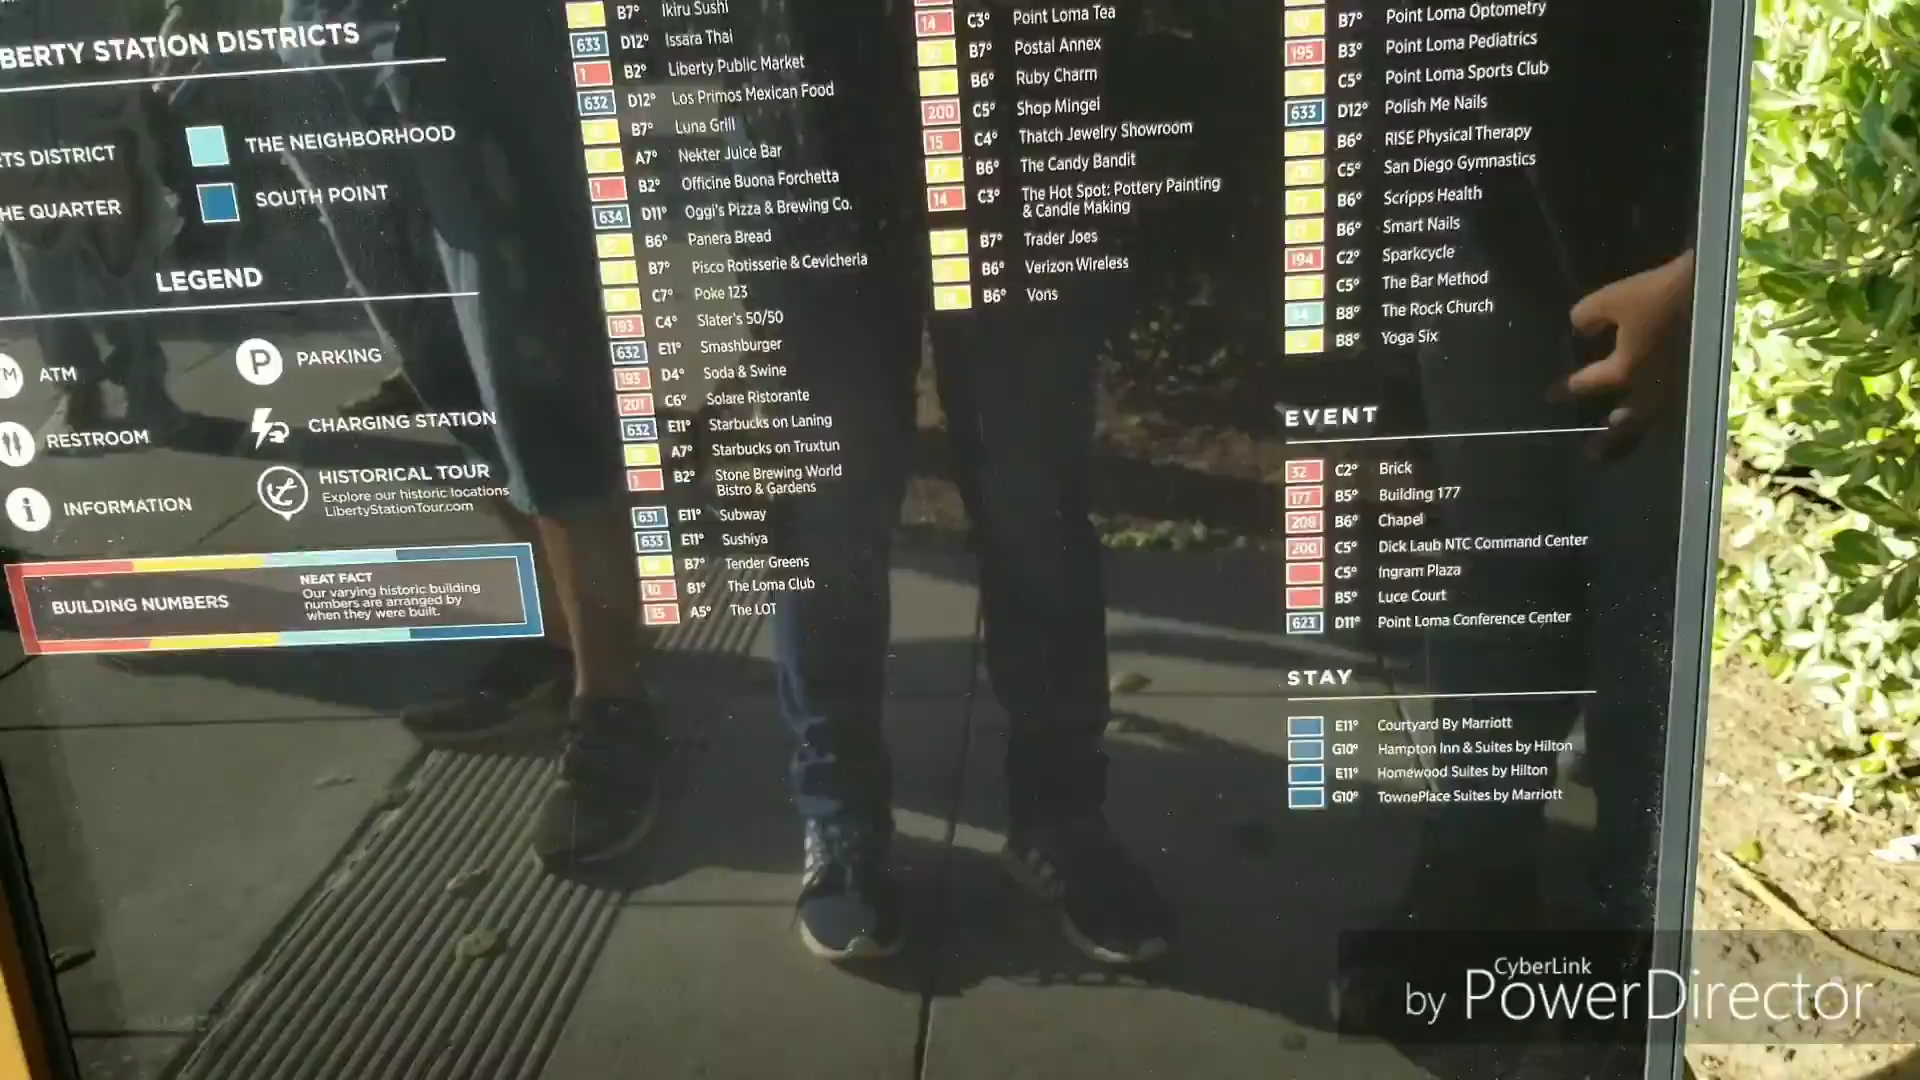 BERTY STATION DISTRICTS
RTS DISTRICT
THE NEIGHBORHOOD
HE QUARTER
SOUTH POINT
LEGEND
ATM
P PARKING
RESTROOM
CHARGING STATION
i INFORMATION
HISTORICAL TOUR
Explore our historic locations
LibertyStationTour.com
BUILDING NUMBERS
NEAT FACT
Our varying historic building
numbers are arranged by
when they were built.
B7° Ikiru Sushi
633 D12° Issara Thai
1 B2° Liberty Public Market
632 D12° Los Primos Mexican Food
B7° Luna Grill
A7° Nekter Juice Bar
1 B2° Officine Buona Forchetta
634 D11° Oggi's Pizza & Brewing Co.
B6° Panera Bread
B7° Pisco Rotisserie & Cevicheria
C7° Poke 123
193 C4° Slater's 50/50
632 E11° Smashburger
193 D4° Soda & Swine
201 C6° Solare Ristorante
632 E11° Starbucks on Laning
A7° Starbucks on Truxtun
1 B2° Stone Brewing World
Bistro & Gardens
631 E11° Subway
633 E11° Sushiya
B7° Tender Greens
10 B1° The Loma Club
A5° The LOT
14 C3° Point Loma Tea
B7° Postal Annex
B6° Ruby Charm
200 C5° Shop Mingei
15 C4° Thatch Jewelry Showroom
B6° The Candy Bandit
14 C3° The Hot Spot: Pottery Painting
& Candle Making
B7° Trader Joes
B6° Verizon Wireless
B6° Vons
B7° Point Loma Optometry
195 B3° Point Loma Pediatrics
C5° Point Loma Sports Club
633 D12° Polish Me Nails
B6° RISE Physical Therapy
C5° San Diego Gymnastics
B6° Scripps Health
B6° Smart Nails
194 C2° Sparkcycle
C5° The Bar Method
B8° The Rock Church
B8° Yoga Six
EVENT
32 C2° Brick
177 B5° Building 177
208 B6° Chapel
200 C5° Dick Laub NTC Command Center
C5° Ingram Plaza
B5° Luce Court
623 D11° Point Loma Conference Center
STAY
E11° Courtyard By Marriott
G10° Hampton Inn & Suites by Hilton
E11° Homewood Suites by Hilton
G10° TownePlace Suites by Marriott
CyberLink
by PowerDirector